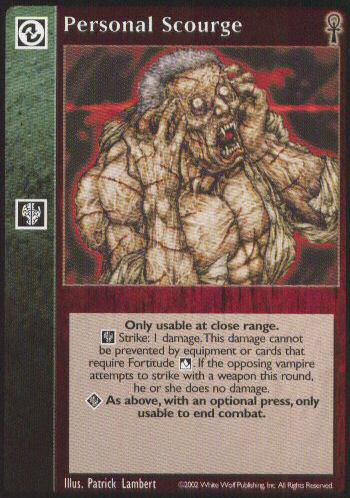 Personal Scourge
Only usable at close range.
Strike: 1 damage. This damage cannot
be prevented by equipment or cards that
require Fortitude . If the opposing vampire
attempts to strike with a weapon this round,
he or she does no damage.
As above, with an optional press, only
usable to end combat.
Illus. Patrick Lambert
©2002 White Wolf Publishing, Inc. All Rights Reserved.